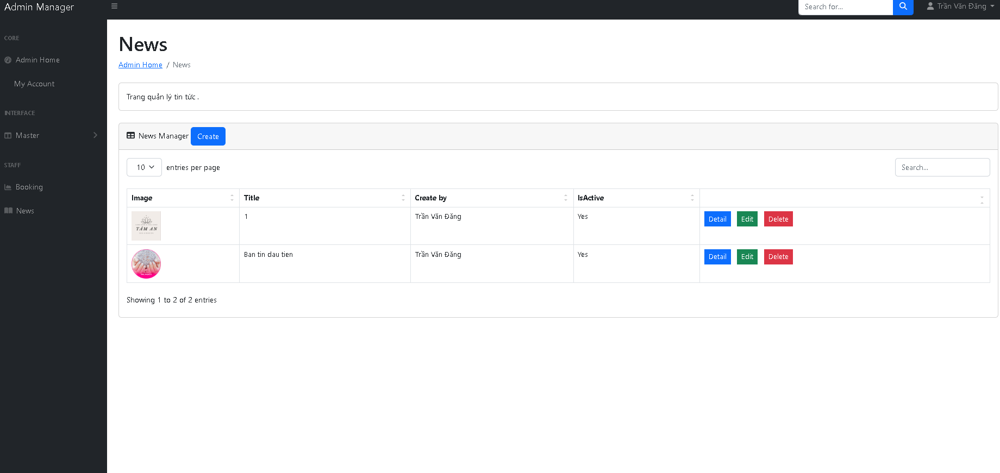 Admin Manager
Search for...
Trần Văn Đăng
CORE
Admin Home
My Account
INTERFACE
Master
STAFF
Booking
News
News
Admin Home / News
Trang quản lý tin tức .
News Manager Create
10 entries per page
Search...
Image Title Create by IsActive
TÂM AN
1 Trần Văn Đăng Yes Detail Edit Delete
Ban tin dau tien Trần Văn Đăng Yes Detail Edit Delete
Showing 1 to 2 of 2 entries